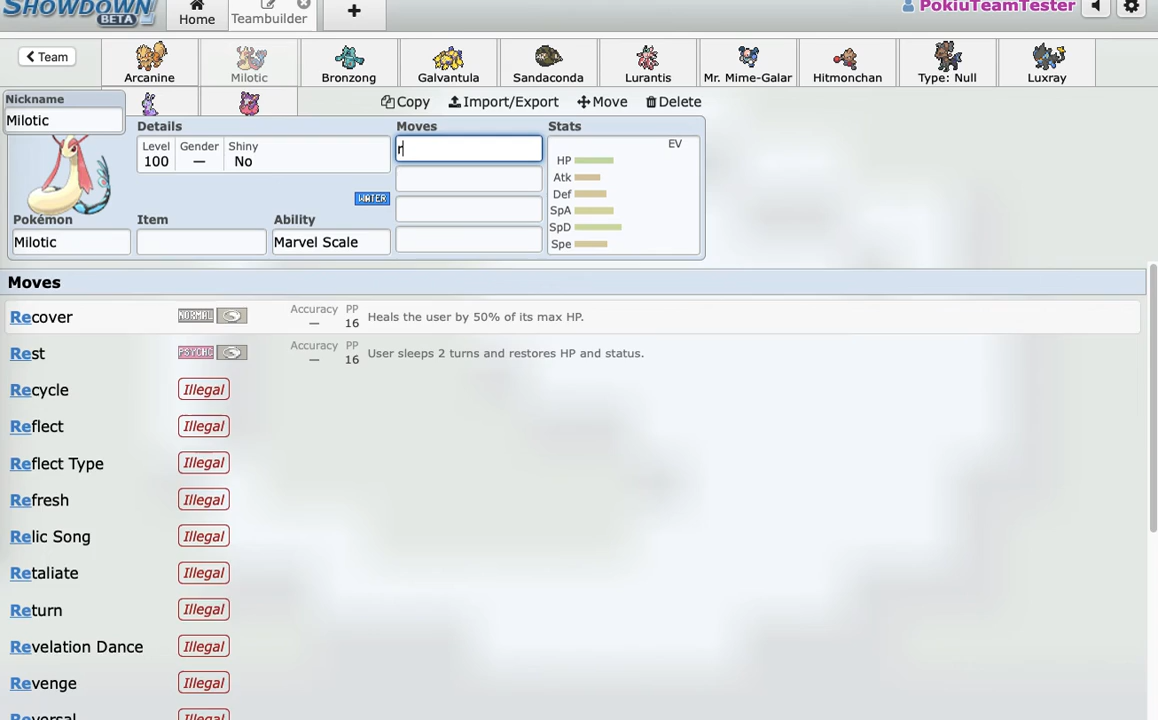 SHOWDOWN
BETA
Home
Teambuilder
PokiuTeamTester
Team
Arcanine
Milotic
Bronzong
Galvantula
Sandaconda
Lurantis
Mr. Mime-Galar
Hitmonchan
Type: Null
Luxray
Nickname
Milotic
Copy
Import/Export
Move
Delete
Details
Level
100
Gender
—
Shiny
No
WATER
Pokémon
Milotic
Item
Ability
Marvel Scale
Moves
r
Stats
EV
HP
Atk
Def
SpA
SpD
Spe
Moves
Recover NORMAL Accuracy — PP 16 Heals the user by 50% of its max HP.
Rest PSYCHC Accuracy — PP 16 User sleeps 2 turns and restores HP and status.
Recycle Illegal
Reflect Illegal
Reflect Type Illegal
Refresh Illegal
Relic Song Illegal
Retaliate Illegal
Return Illegal
Revelation Dance Illegal
Revenge Illegal
Reversal Illegal